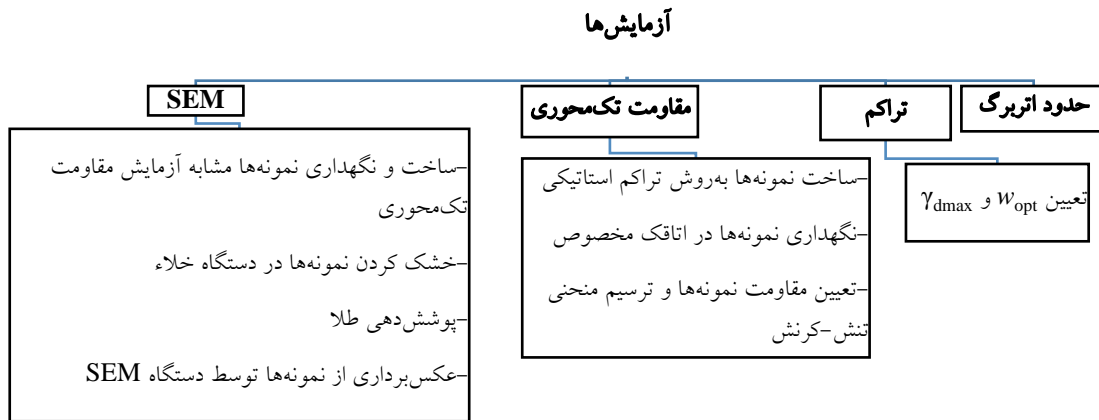 آزمایش‌ها
حدود اتربرگ
تراکم
تعیین w_opt و γ_dmax
مقاومت تک‌محوری
–ساخت نمونه‌ها به‌روش تراکم استاتیکی
–نگهداری نمونه‌ها در اتاقک مخصوص
–تعیین مقاومت نمونه‌ها و ترسیم منحنی
تنش–کرنش
SEM
–ساخت و نگهداری نمونه‌ها مشابه آزمایش مقاومت
تک‌محوری
–خشک کردن نمونه‌ها در دستگاه خلاء
–پوشش‌دهی طلا
–عکس‌برداری از نمونه‌ها توسط دستگاه SEM